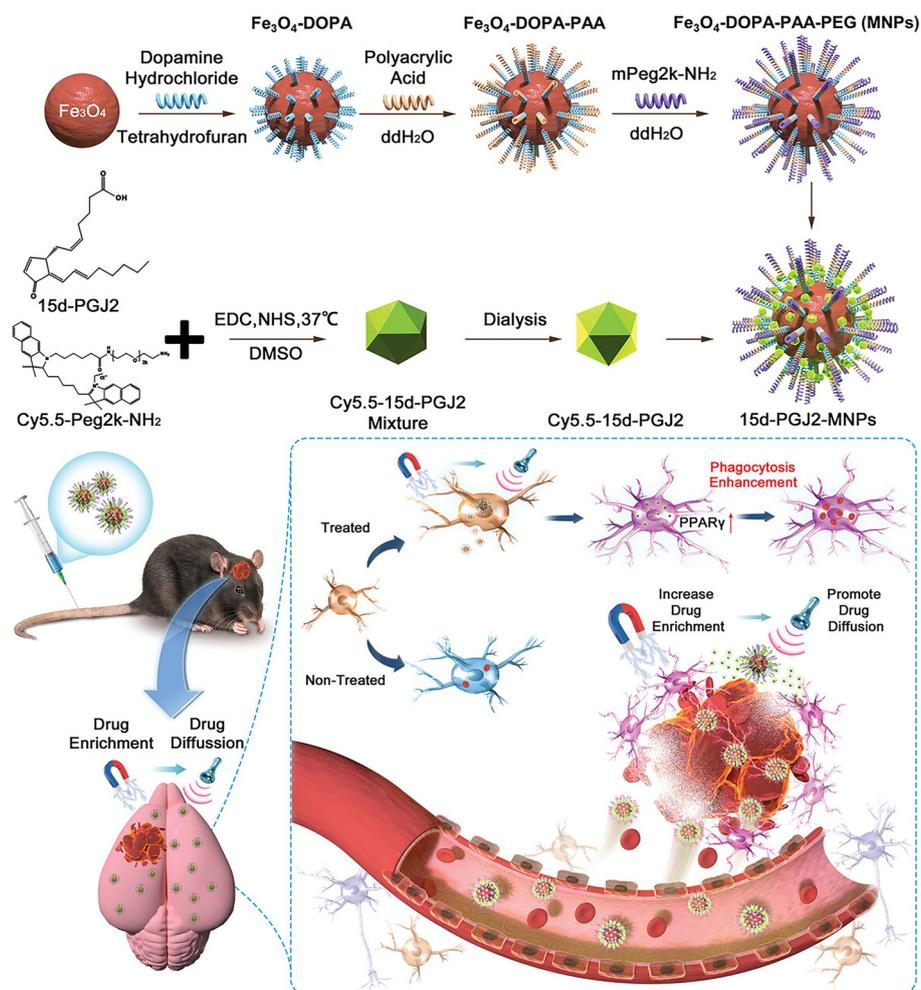 Fe₃O₄-DOPA
Fe₃O₄-DOPA-PAA
Fe₃O₄-DOPA-PAA-PEG (MNPs)
Dopamine
Hydrochloride
Tetrahydrofuran
Polyacrylic
Acid
ddH₂O
mPeg2k-NH₂
ddH₂O
Fe₃O₄
O
OH
O
15d-PGJ2
EDC,NHS,37℃
DMSO
Dialysis
Cy5.5-Peg2k-NH₂
Cy5.5-15d-PGJ2
Mixture
Cy5.5-15d-PGJ2
15d-PGJ2-MNPs
Treated
Non-Treated
PPARγ
Phagocytosis
Enhancement
Increase
Drug
Enrichment
Promote
Drug
Diffusion
Drug
Enrichment
Drug
Diffussion